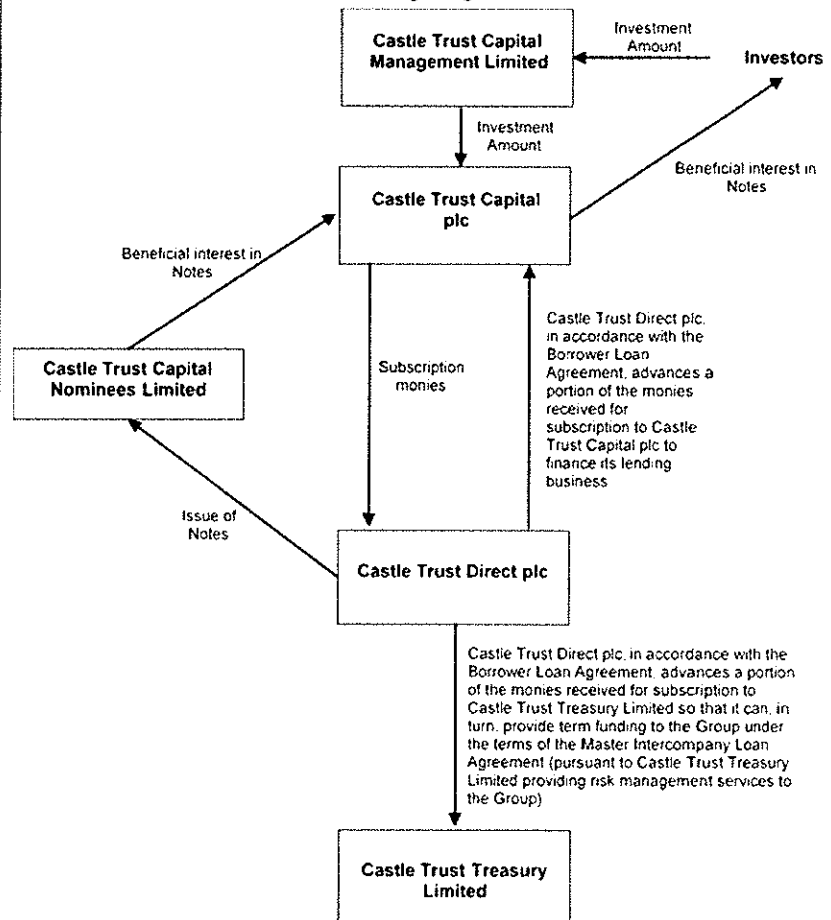 Castle Trust Capital
Management Limited
Investment
Amount
Investors
Investment
Amount
Castle Trust Capital
plc
Beneficial interest in
Notes
Beneficial interest in
Notes
Castle Trust Capital
Nominees Limited
Subscription
monies
Castle Trust Direct plc,
in accordance with the
Borrower Loan
Agreement, advances a
portion of the monies
received for
subscription to Castle
Trust Capital plc to
finance its lending
business
Issue of
Notes
Castle Trust Direct plc
Castle Trust Direct plc, in accordance with the
Borrower Loan Agreement, advances a portion
of the monies received for subscription to
Castle Trust Treasury Limited so that it can, in
turn, provide term funding to the Group under
the terms of the Master Intercompany Loan
Agreement (pursuant to Castle Trust Treasury
Limited providing risk management services to
the Group)
Castle Trust Treasury
Limited